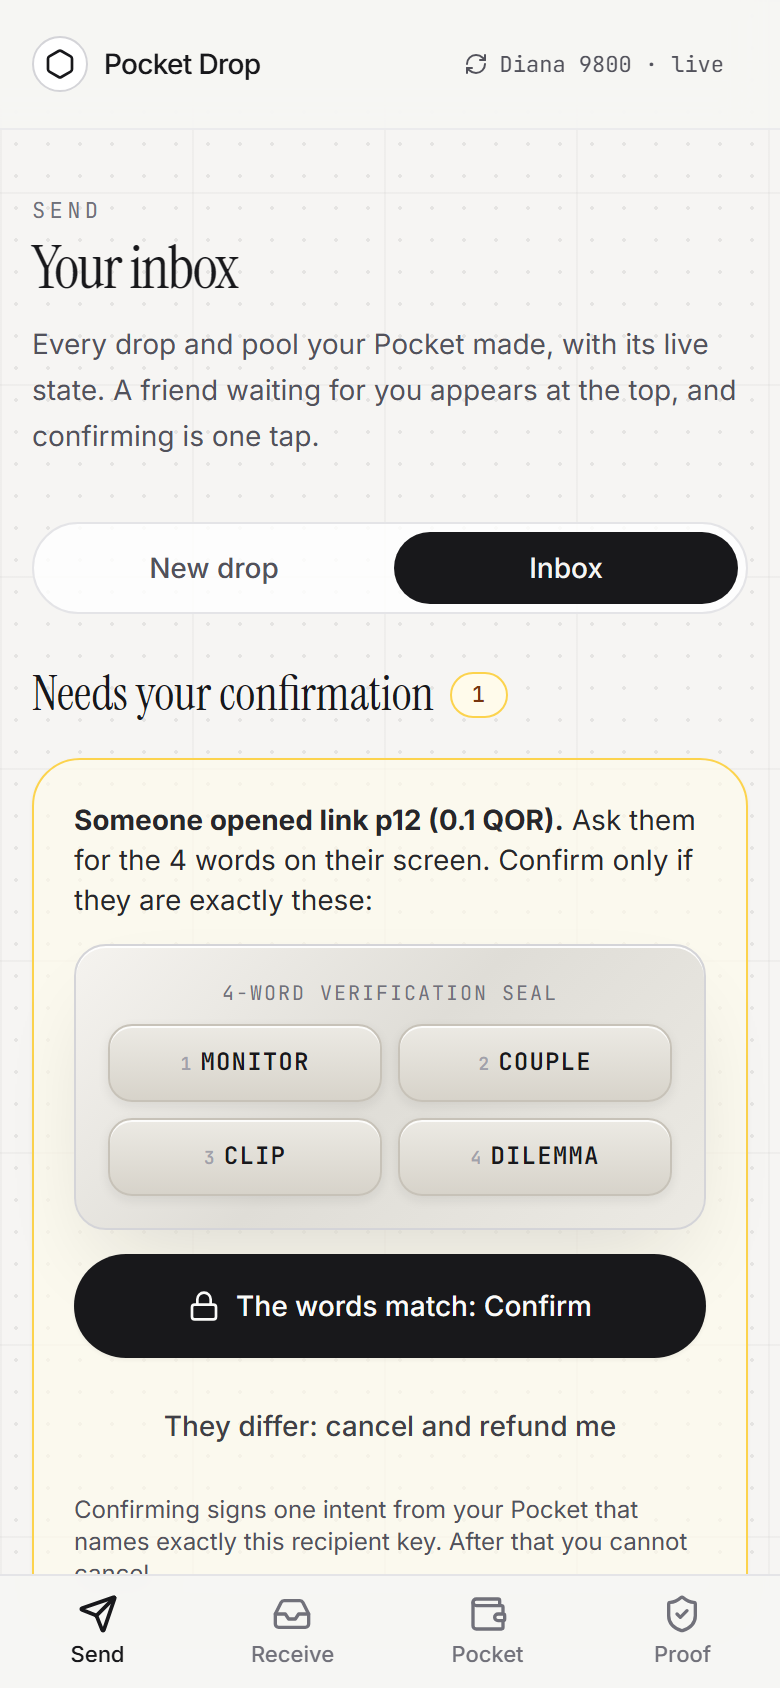 Pocket Drop
Diana 9800 · live
SEND
Your inbox
Every drop and pool your Pocket made, with its live
state. A friend waiting for you appears at the top, and
confirming is one tap.
New drop
Inbox
Needs your confirmation 1
Someone opened link p12 (0.1 QOR). Ask them
for the 4 words on their screen. Confirm only if
they are exactly these:
4-WORD VERIFICATION SEAL
1 MONITOR
2 COUPLE
3 CLIP
4 DILEMMA
The words match: Confirm
They differ: cancel and refund me
Confirming signs one intent from your Pocket that
names exactly this recipient key. After that you cannot
cancel
Send
Receive
Pocket
Proof